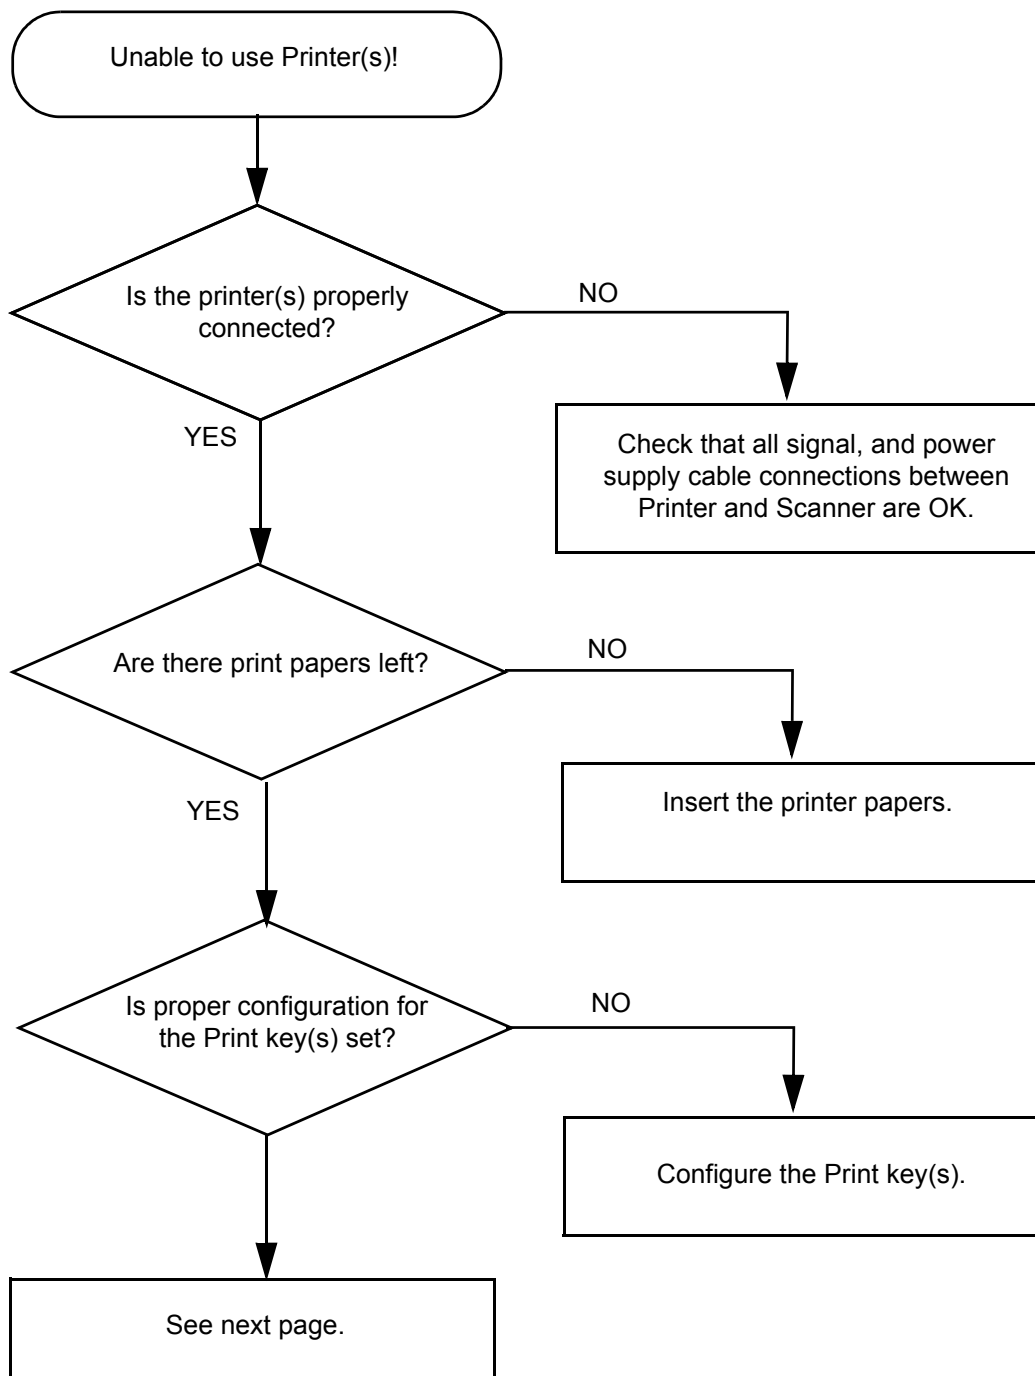 Unable to use Printer(s)!
Is the printer(s) properly
connected?
NO
YES
Check that all signal, and power
supply cable connections between
Printer and Scanner are OK.
Are there print papers left?
NO
YES
Insert the printer papers.
Is proper configuration for
the Print key(s) set?
NO
Configure the Print key(s).
See next page.